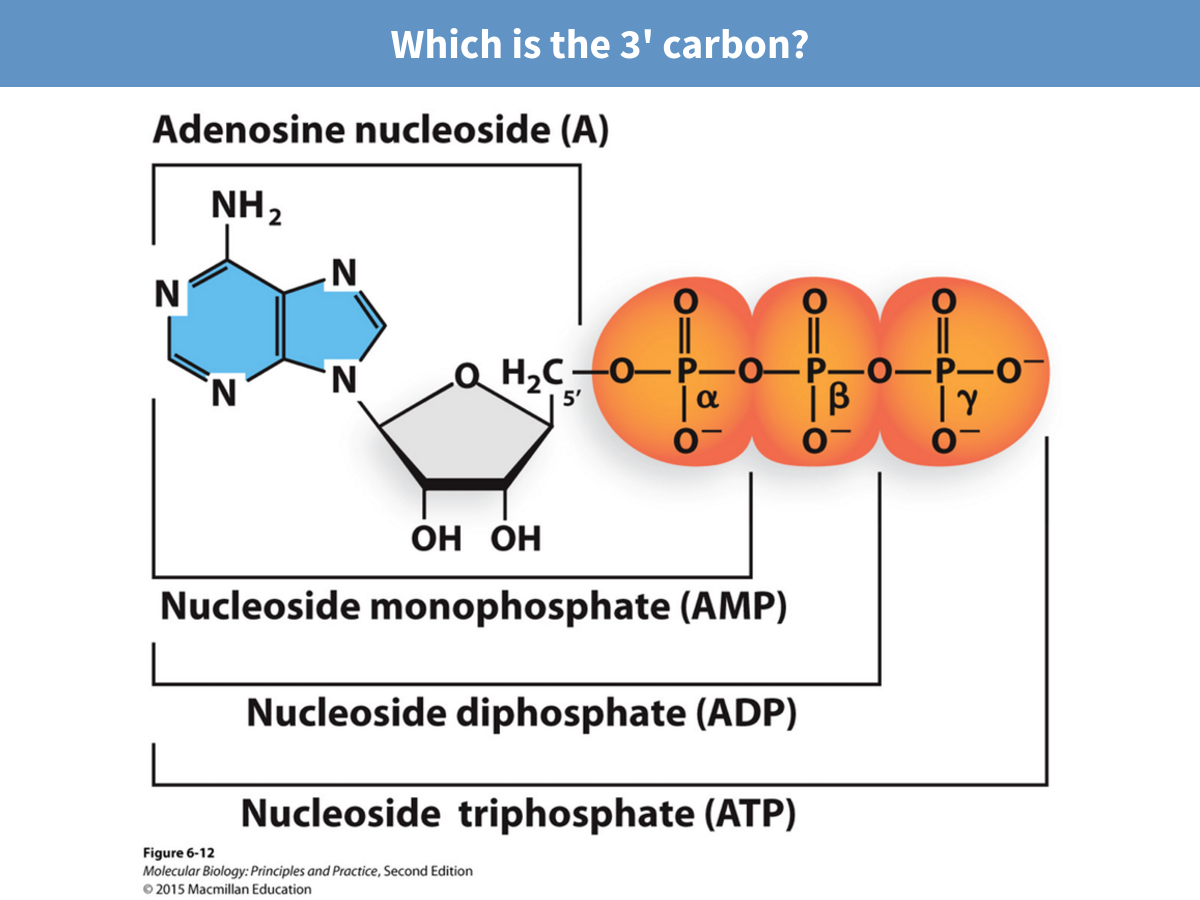 Which is the 3' carbon?
Adenosine nucleoside (A)
NH2
N
N
N
N
O
H2C
5′
O
P
O
O−
α
O
P
O
O−
β
O
P
O
O−
γ
O−
OH OH
Nucleoside monophosphate (AMP)
Nucleoside diphosphate (ADP)
Nucleoside triphosphate (ATP)
Figure 6-12
Molecular Biology: Principles and Practice, Second Edition
© 2015 Macmillan Education